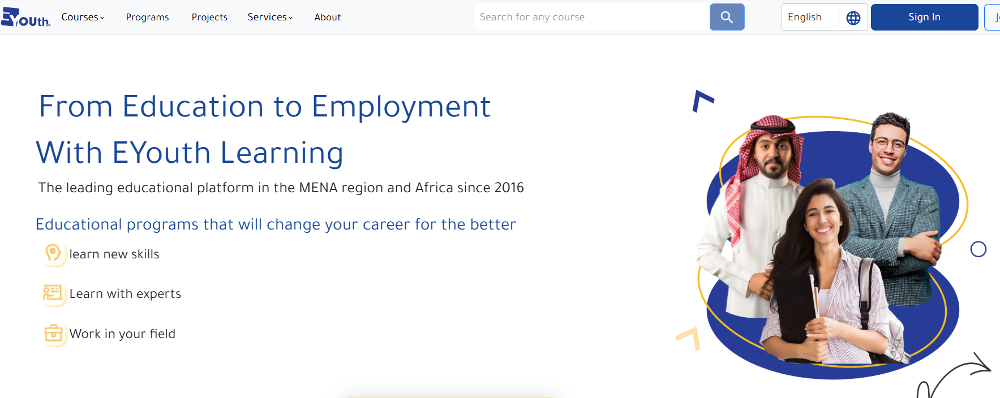 EYouth
Courses
Programs
Projects
Services
About
Search for any course
English
Sign In
From Education to Employment
With EYouth Learning
The leading educational platform in the MENA region and Africa since 2016
Educational programs that will change your career for the better
learn new skills
Learn with experts
Work in your field